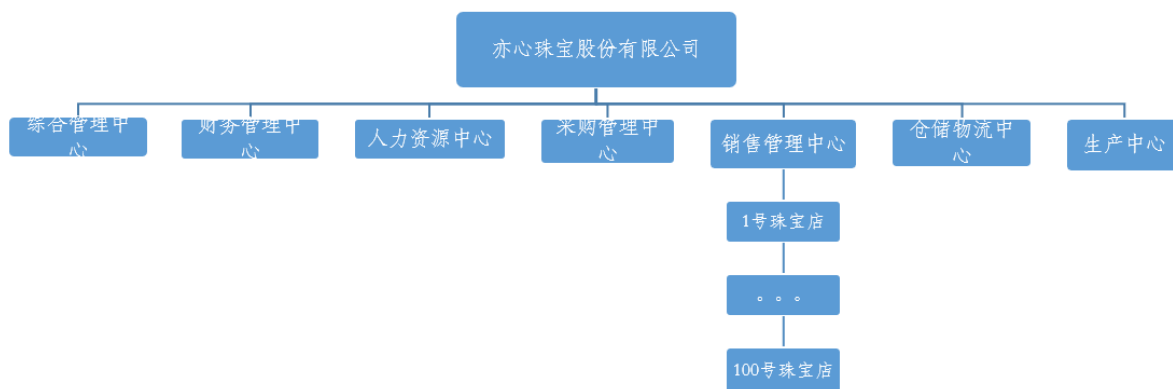 亦心珠宝股份有限公司
综合管理中
心
财务管理中
心
人力资源中心
采购管理中
心
销售管理中心
仓储物流中
心
生产中心
1号珠宝店
。。。
100号珠宝店